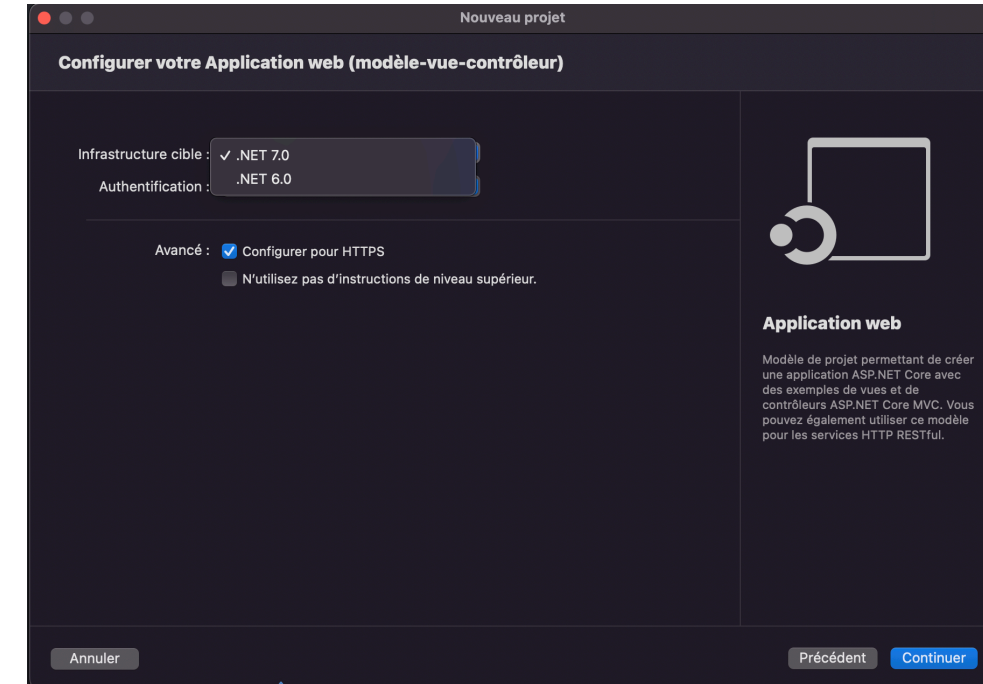 Nouveau projet
Configurer votre Application web (modèle-vue-contrôleur)
Infrastructure cible :
✓ .NET 7.0
.NET 6.0
Authentification :
Avancé :
Configurer pour HTTPS
N'utilisez pas d'instructions de niveau supérieur.
Application web
Modèle de projet permettant de créer
une application ASP.NET Core avec
des exemples de vues et de
contrôleurs ASP.NET Core MVC. Vous
pouvez également utiliser ce modèle
pour les services HTTP RESTful.
Annuler
Précédent
Continuer